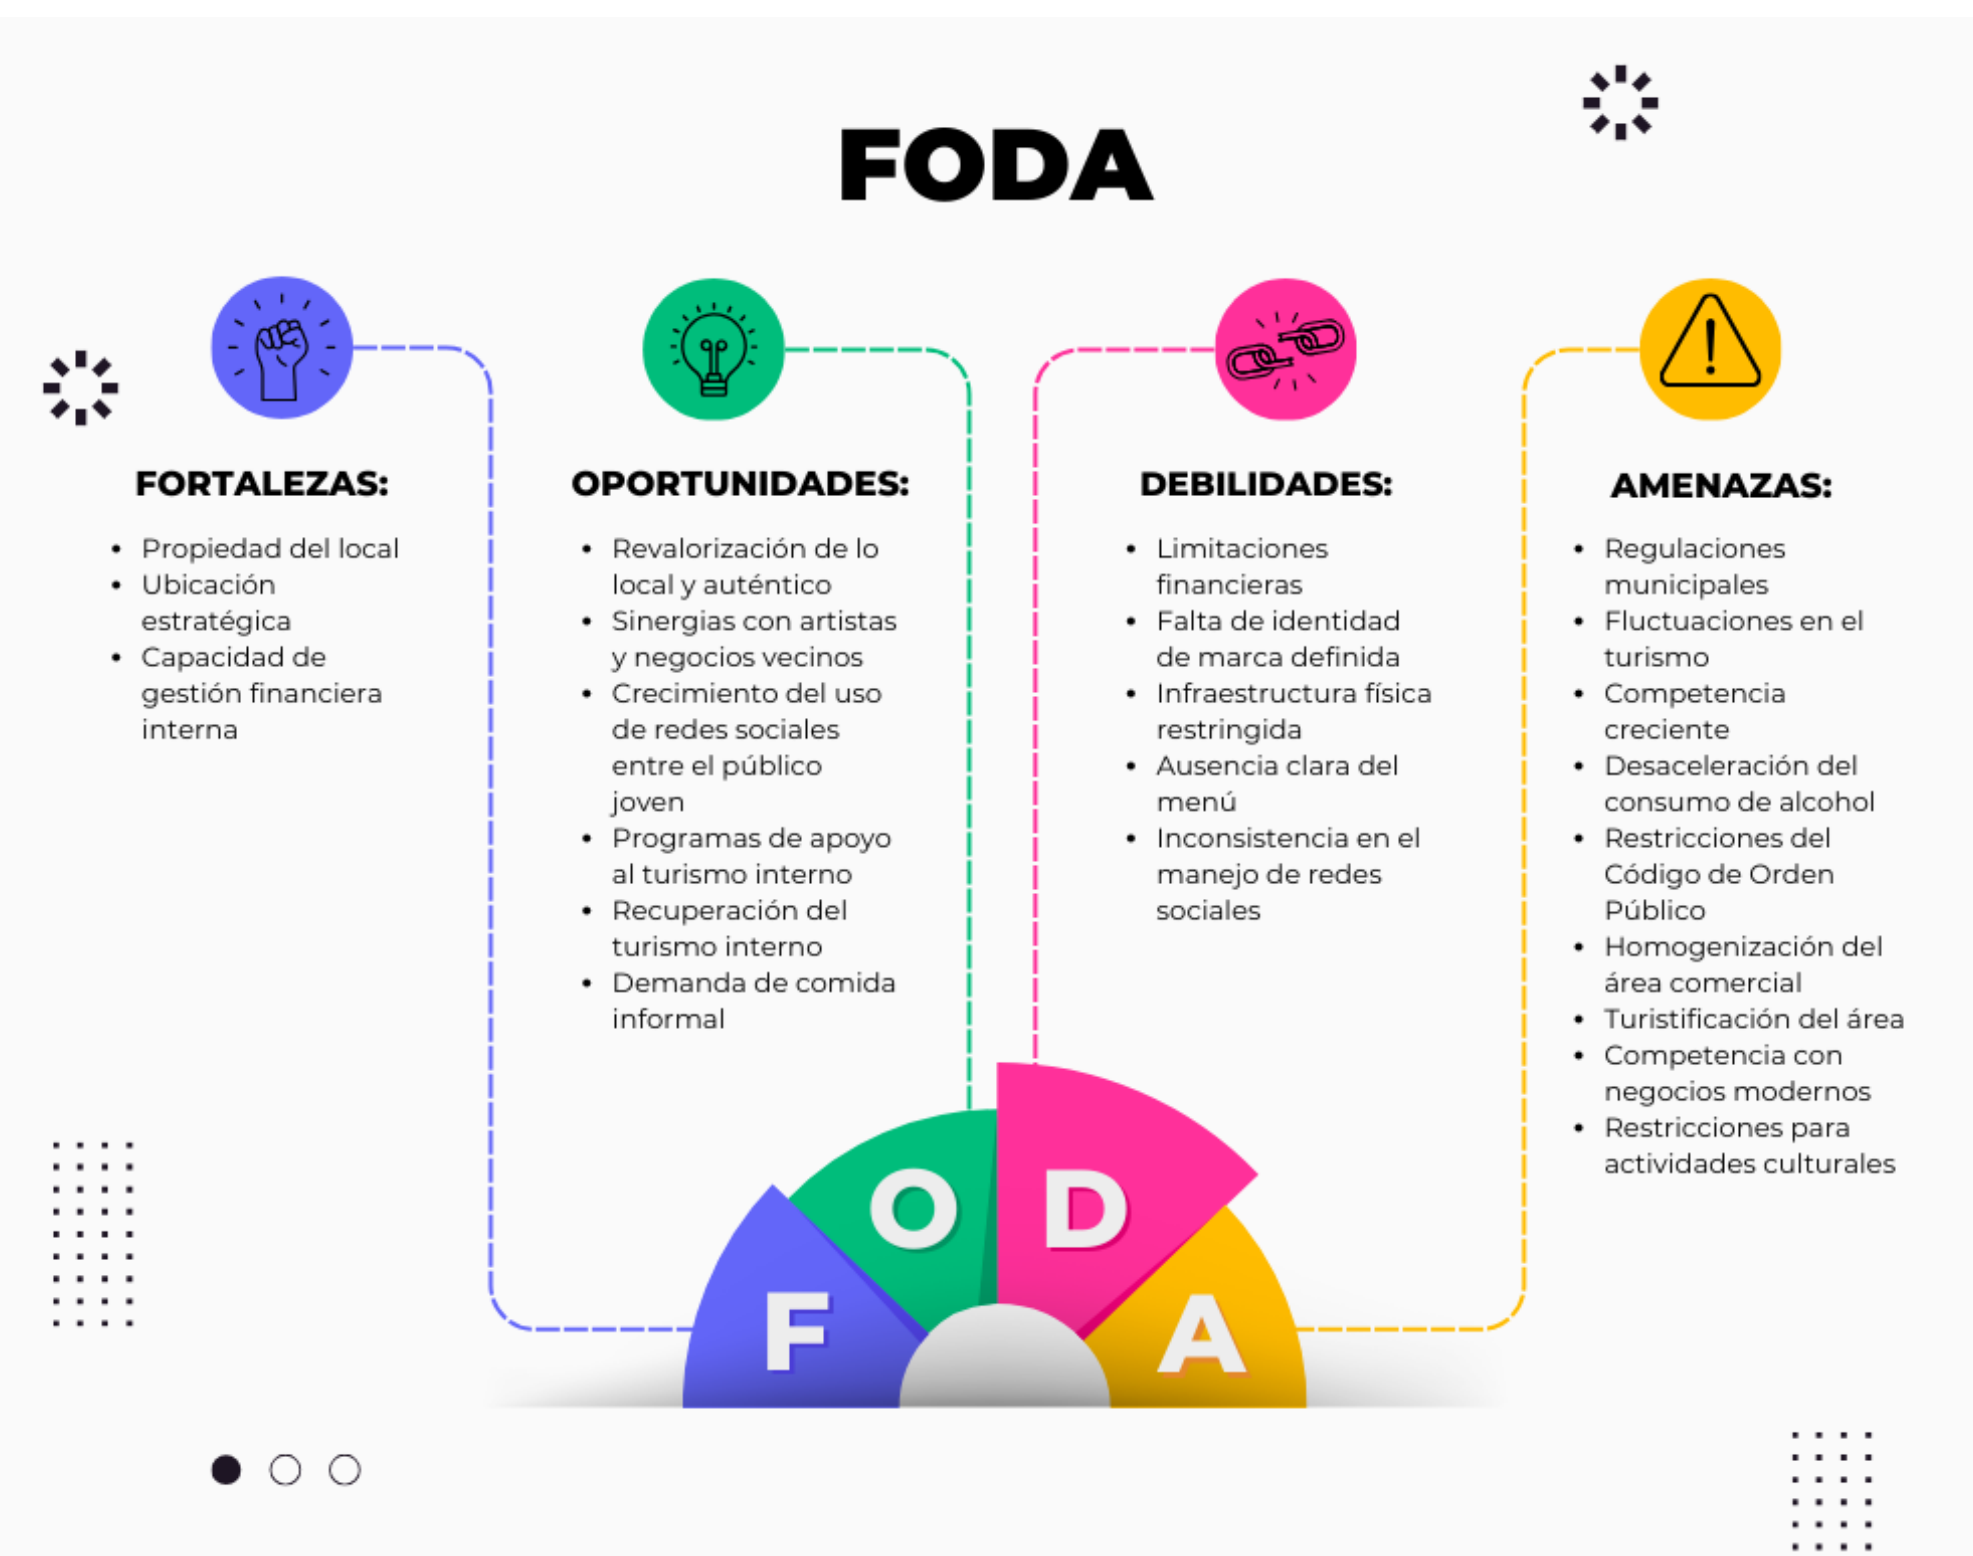 FODA
FORTALEZAS:
• Propiedad del local
• Ubicación
estratégica
• Capacidad de
gestión financiera
interna
OPORTUNIDADES:
• Revalorización de lo
local y auténtico
• Sinergias con artistas
y negocios vecinos
• Crecimiento del uso
de redes sociales
entre el público
joven
• Programas de apoyo
al turismo interno
• Recuperación del
turismo interno
• Demanda de comida
informal
DEBILIDADES:
• Limitaciones
financieras
• Falta de identidad
de marca definida
• Infraestructura física
restringida
• Ausencia clara del
menú
• Inconsistencia en el
manejo de redes
sociales
AMENAZAS:
• Regulaciones
municipales
• Fluctuaciones en el
turismo
• Competencia
creciente
• Desaceleración del
consumo de alcohol
• Restricciones del
Código de Orden
Público
• Homogenización del
área comercial
• Turistificación del área
• Competencia con
negocios modernos
• Restricciones para
actividades culturales
F
O
D
A